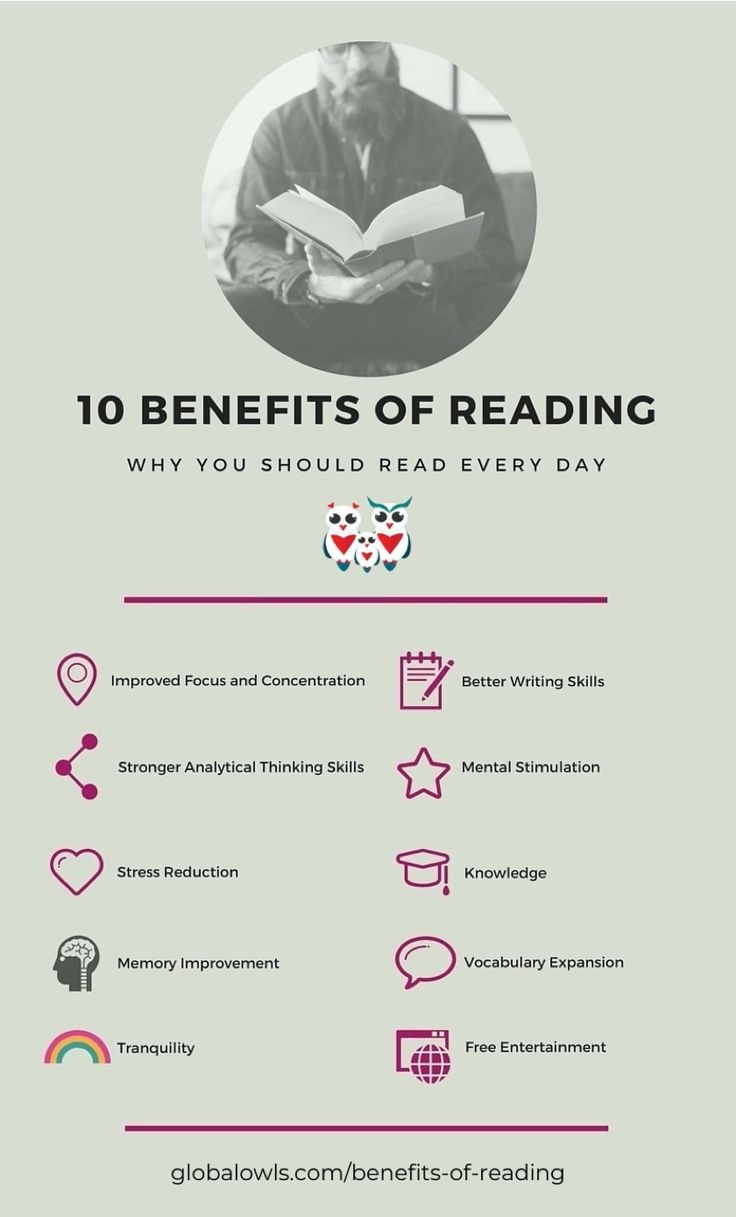 10 BENEFITS OF READING
WHY YOU SHOULD READ EVERY DAY
Improved Focus and Concentration
Better Writing Skills
Stronger Analytical Thinking Skills
Mental Stimulation
Stress Reduction
Knowledge
Memory Improvement
Vocabulary Expansion
Tranquility
Free Entertainment
globalowls.com/benefits-of-reading